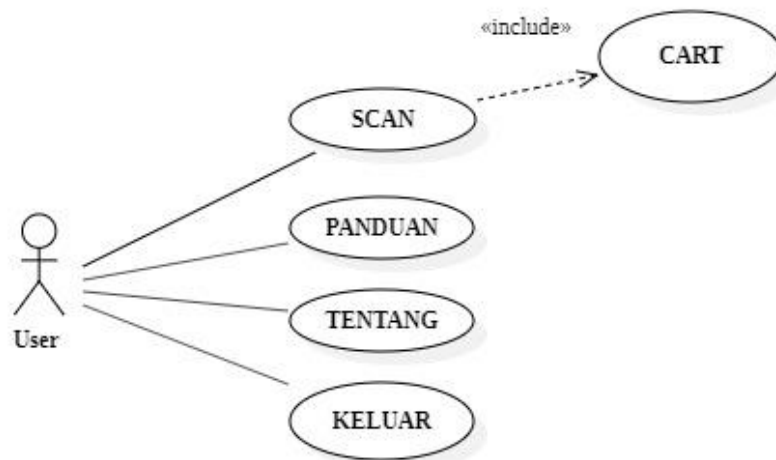 «include»
CART
SCAN
PANDUAN
TENTANG
User
KELUAR